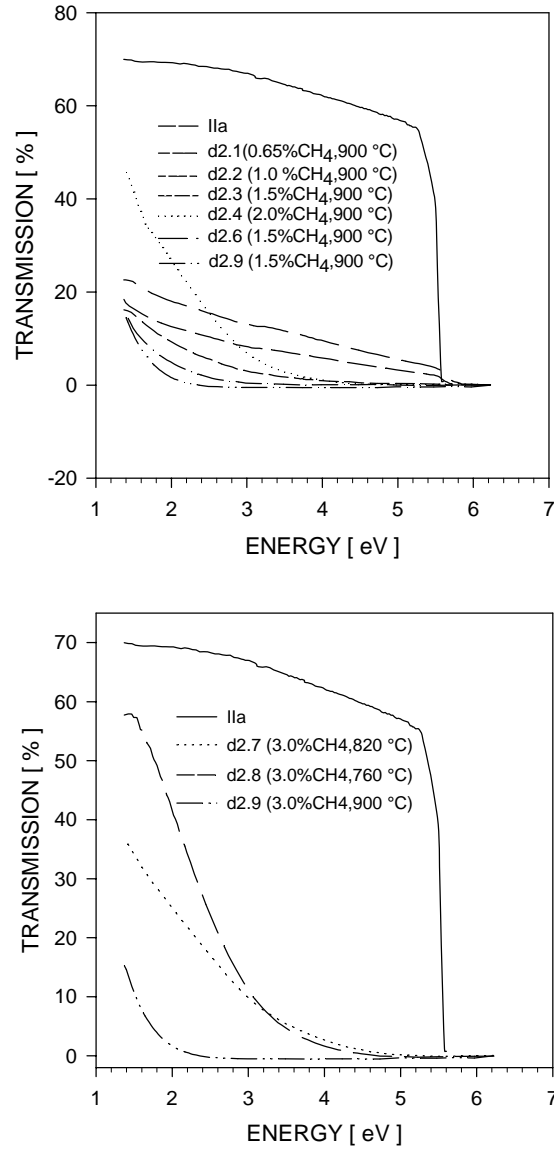 80
60
40
20
0
-20
TRANSMISSION [ % ]
IIa
d2.1(0.65%CH4,900 °C)
d2.2 (1.0 %CH4,900 °C)
d2.3 (1.5%CH4,900 °C)
d2.4 (2.0%CH4,900 °C)
d2.6 (1.5%CH4,900 °C)
d2.9 (1.5%CH4,900 °C)
1 2 3 4 5 6 7
ENERGY [ eV ]
70
60
50
40
30
20
10
0
TRANSMISSION [ % ]
IIa
d2.7 (3.0%CH4,820 °C)
d2.8 (3.0%CH4,760 °C)
d2.9 (3.0%CH4,900 °C)
1 2 3 4 5 6 7
ENERGY [ eV ]